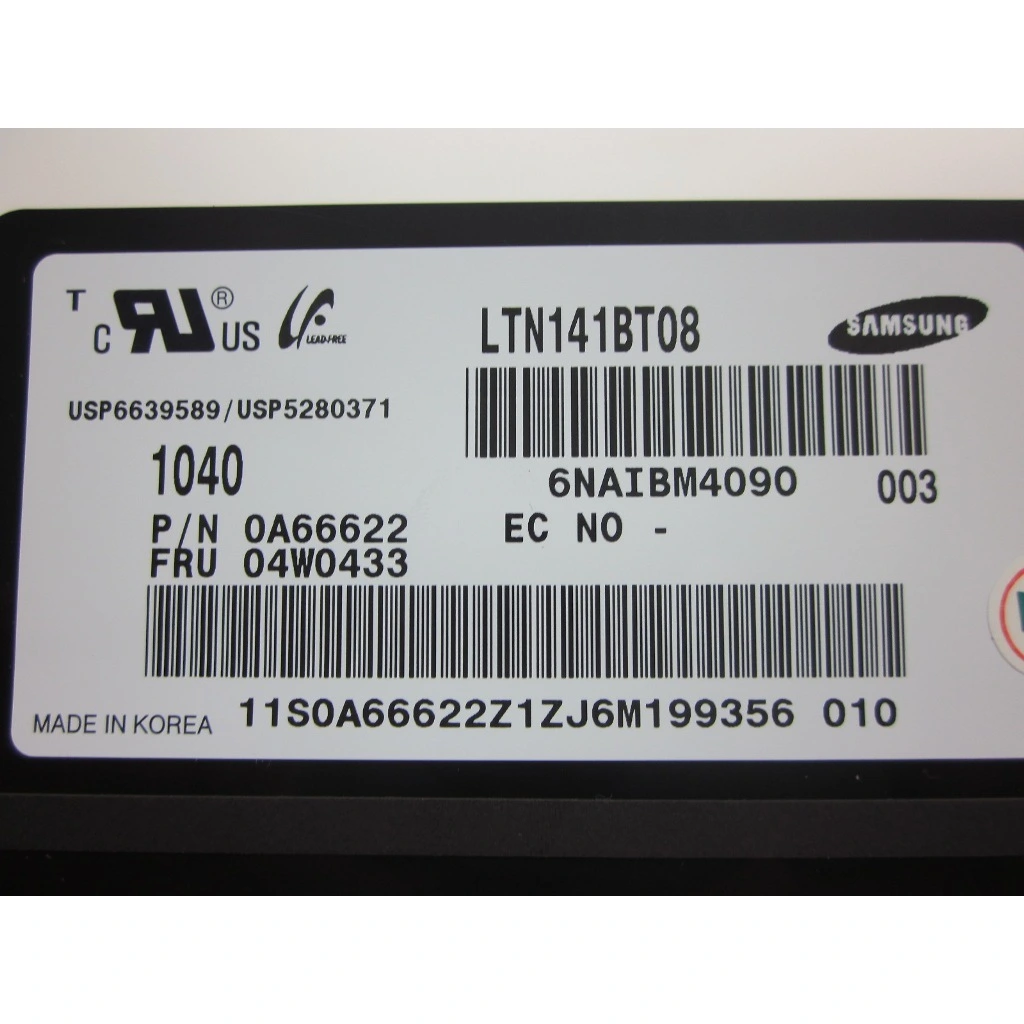 T
c RU ® US LEAD-FREE
LTN141BT08
SAMSUNG
USP6639589/USP5280371
1040
6NAIBM4090 003
P/N 0A66622 EC NO -
FRU 04W0433
MADE IN KOREA 11S0A66622Z1ZJ6M199356 010